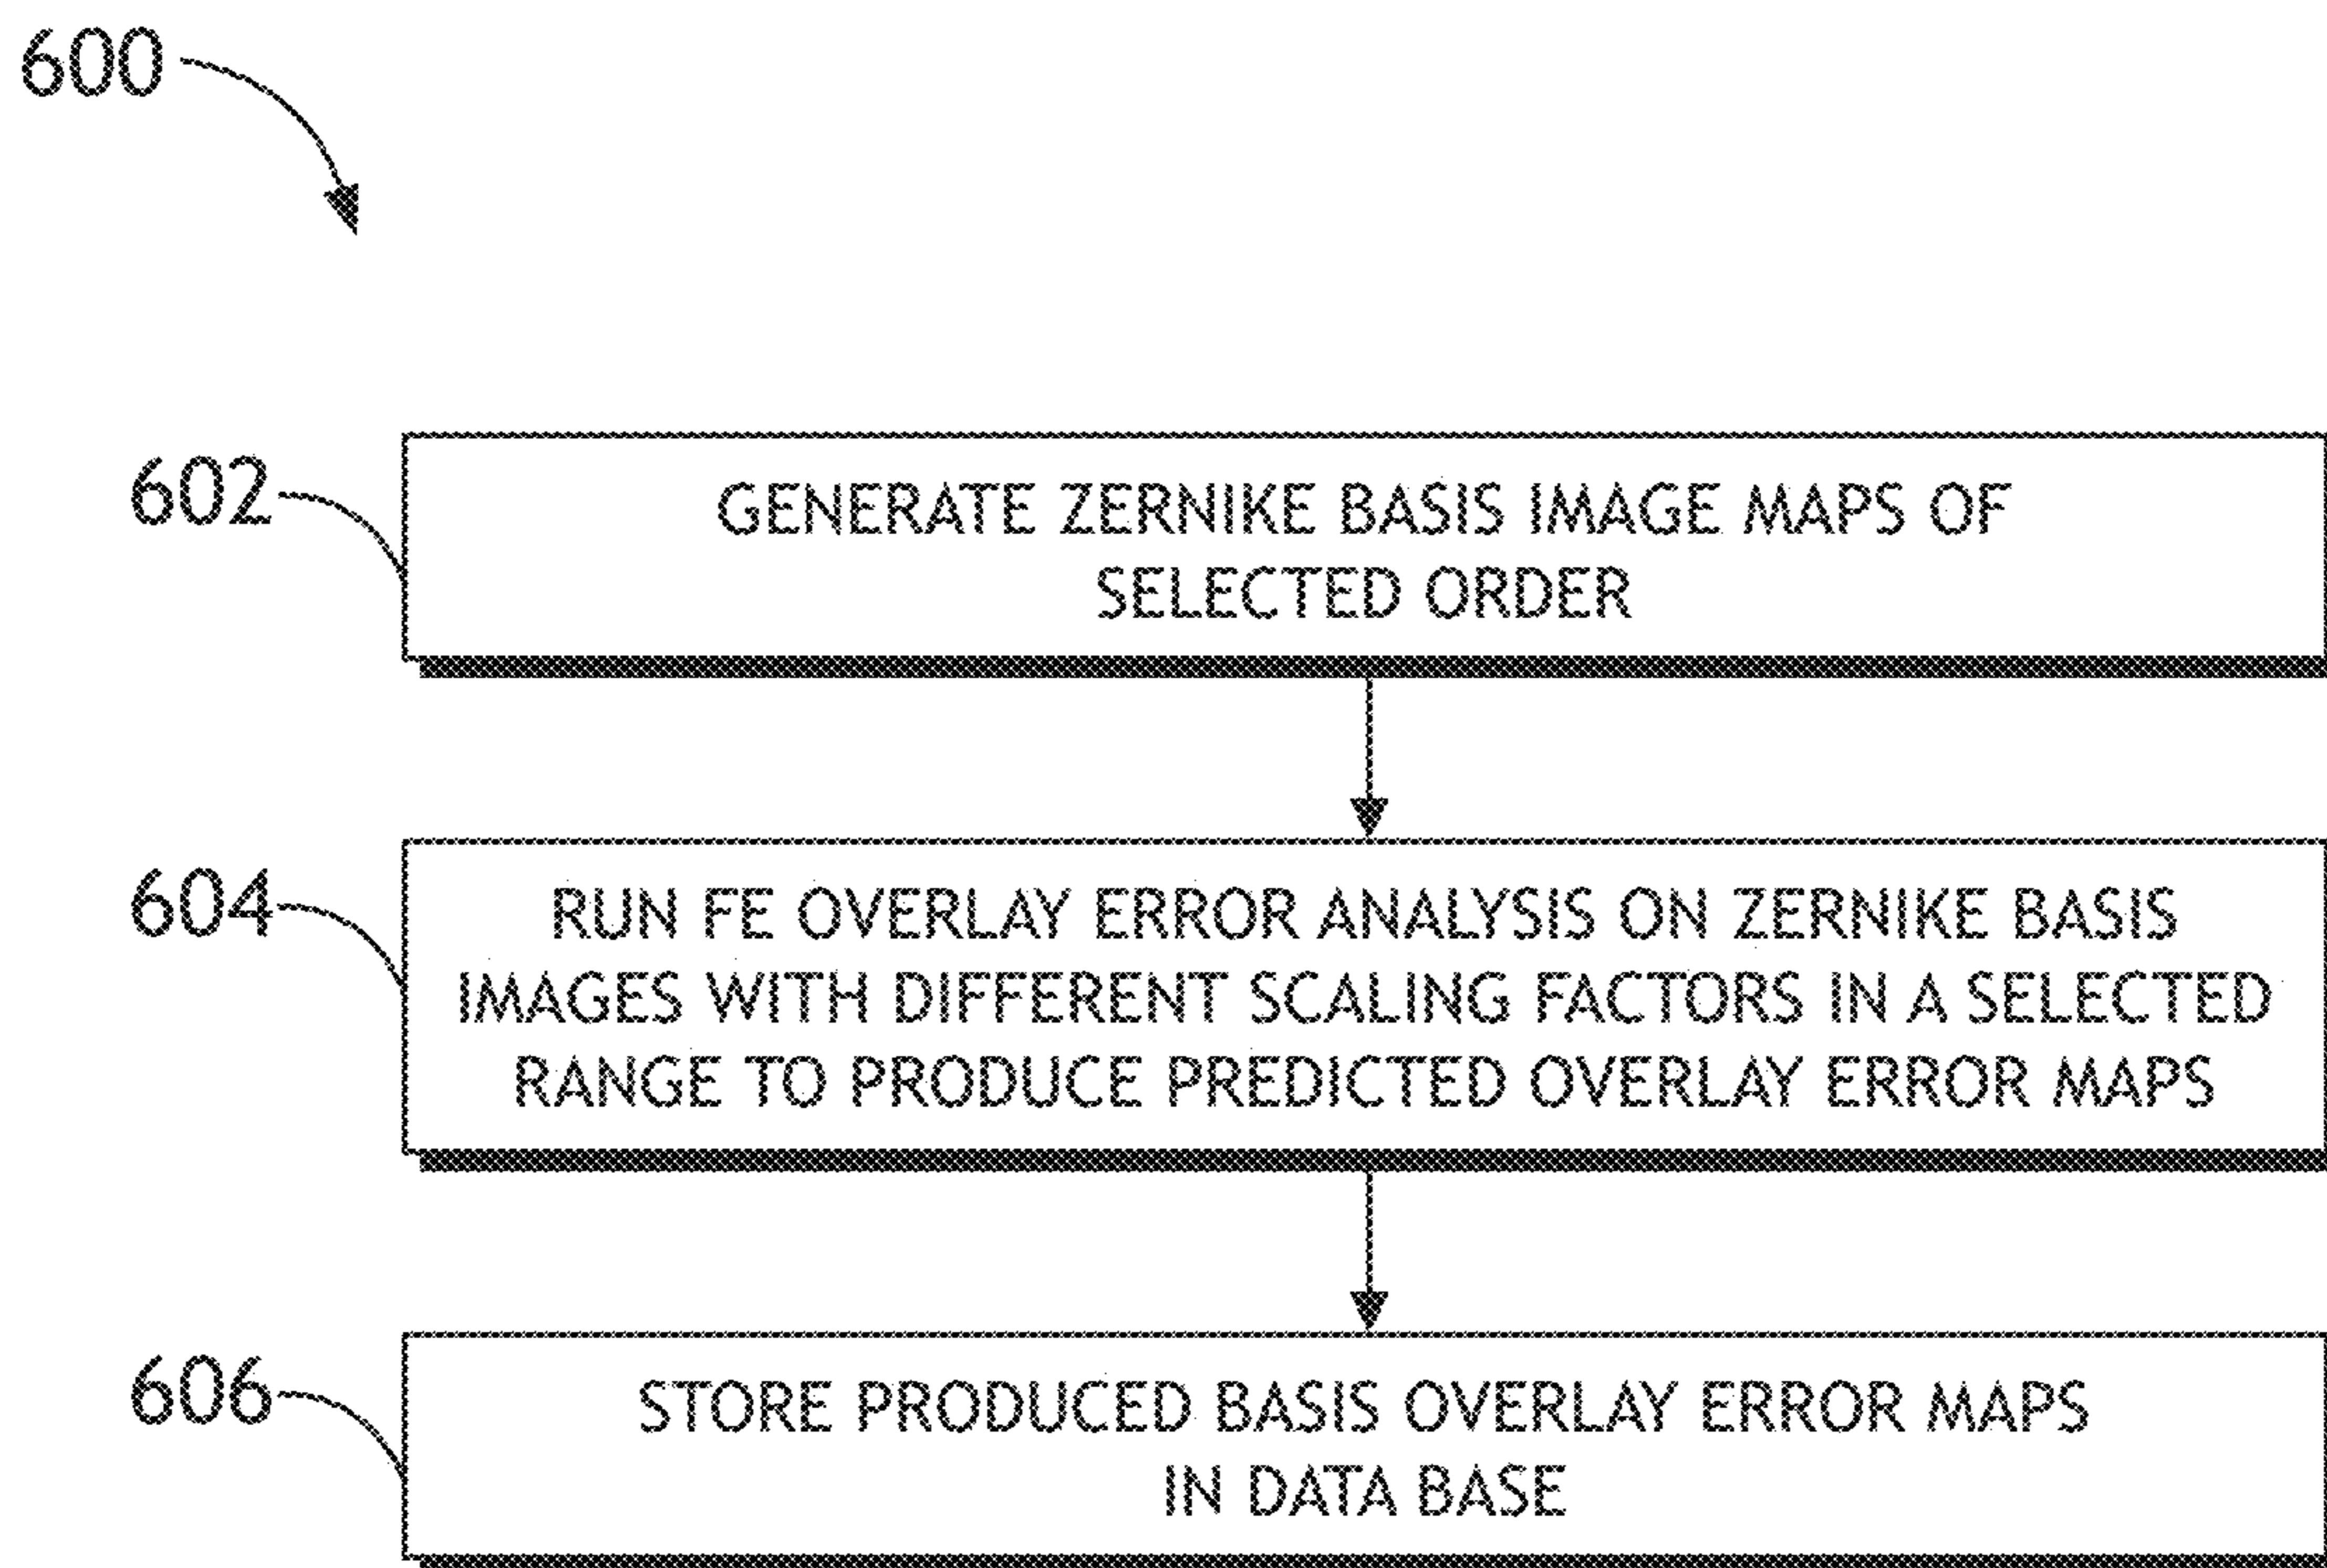 600
602
GENERATE ZERNIKE BASIS IMAGE MAPS OF
SELECTED ORDER
604
RUN FE OVERLAY ERROR ANALYSIS ON ZERNIKE BASIS
IMAGES WITH DIFFERENT SCALING FACTORS IN A SELECTED
RANGE TO PRODUCE PREDICTED OVERLAY ERROR MAPS
606
STORE PRODUCED BASIS OVERLAY ERROR MAPS
IN DATA BASE